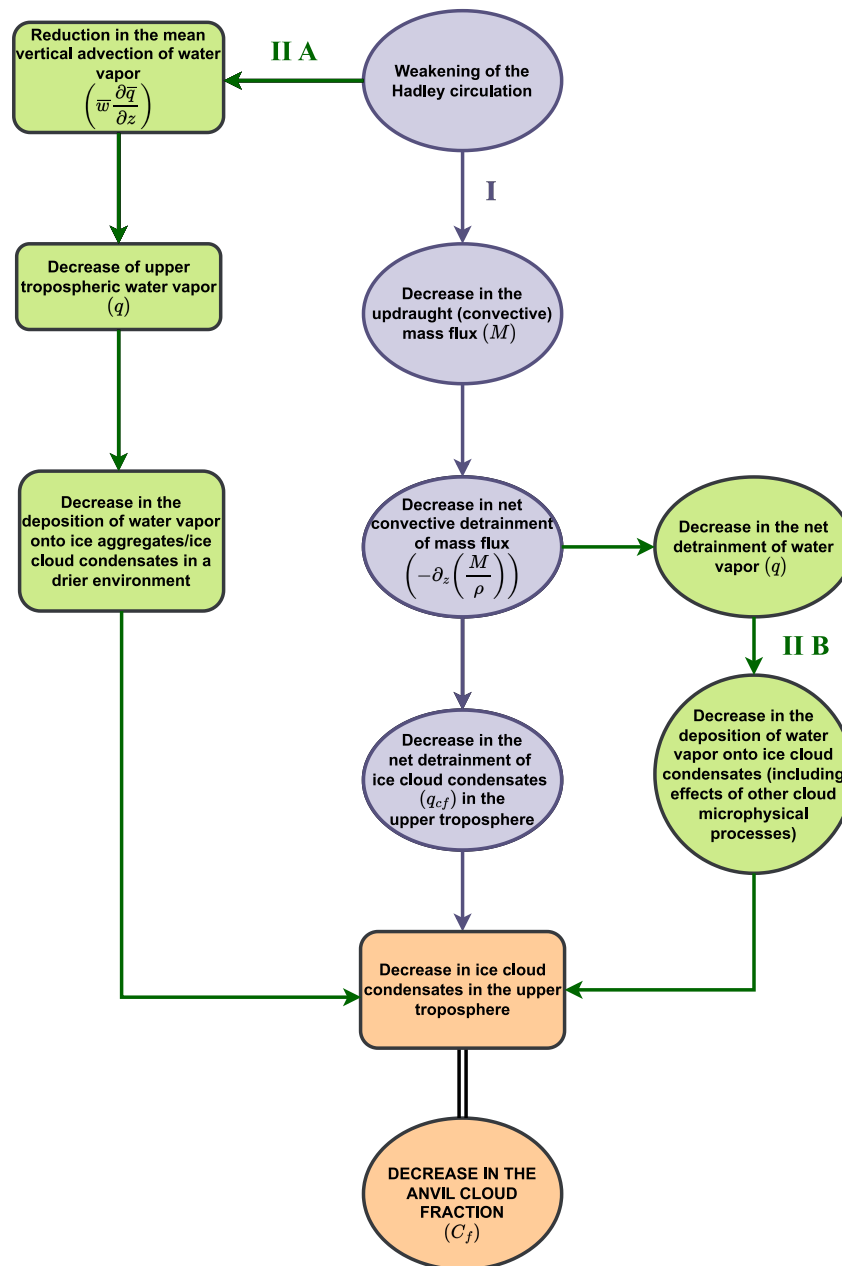 Reduction in the mean
vertical advection of water
vapor
(w̅ ∂q̅/∂z)
II A
Weakening of the
Hadley circulation
I
Decrease of upper
tropospheric water vapor
(q)
Decrease in the
updraught (convective)
mass flux (M)
Decrease in the
deposition of water vapor
onto ice aggregates/ice
cloud condensates in a
drier environment
Decrease in net
convective detrainment
of mass flux
(−∂z(M/ρ))
Decrease in the net
detrainment of water
vapor (q)
II B
Decrease in the
net detrainment of
ice cloud condensates
(qcf) in the
upper troposphere
Decrease in the
deposition of water
vapor onto ice cloud
condensates (including
effects of other cloud
microphysical
processes)
Decrease in ice cloud
condensates in the upper
troposphere
DECREASE IN THE
ANVIL CLOUD
FRACTION
(Cf)